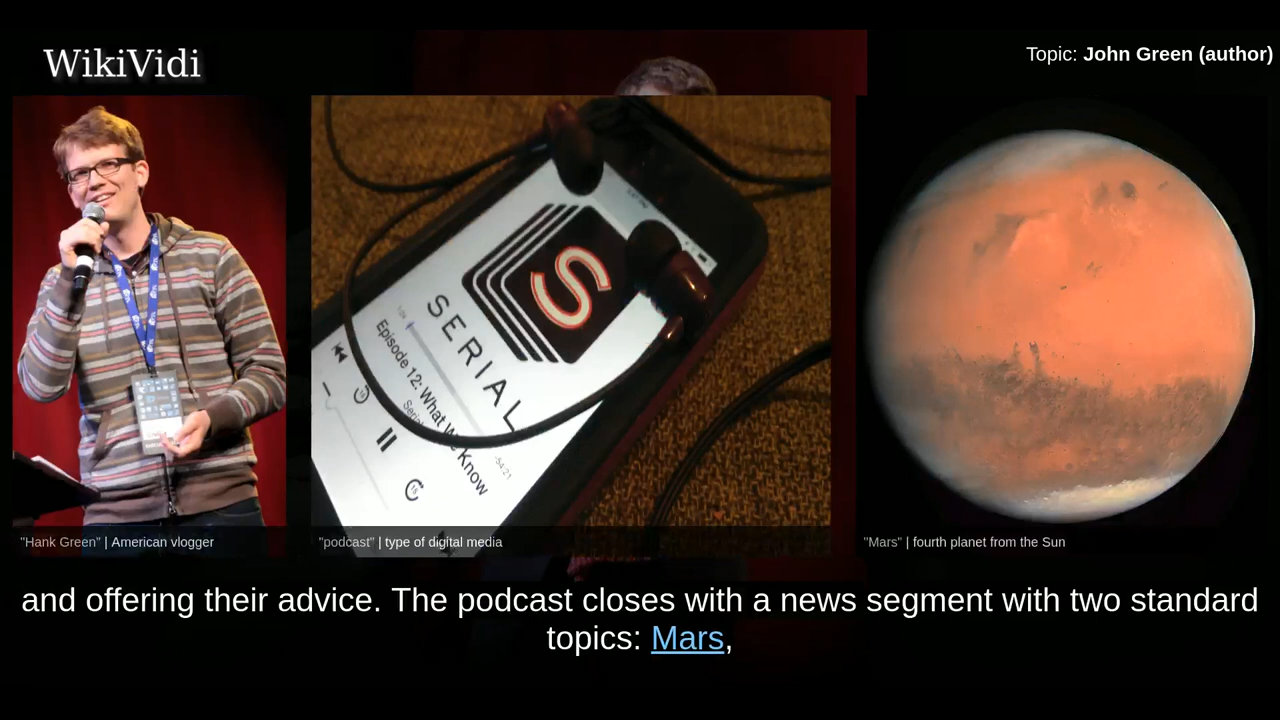 WikiVidi
Topic: John Green (author)
SERIAL
Episode 12: What We Know
-54:21
"Hank Green" | American vlogger
"podcast" | type of digital media
"Mars" | fourth planet from the Sun
and offering their advice. The podcast closes with a news segment with two standard
topics: Mars,